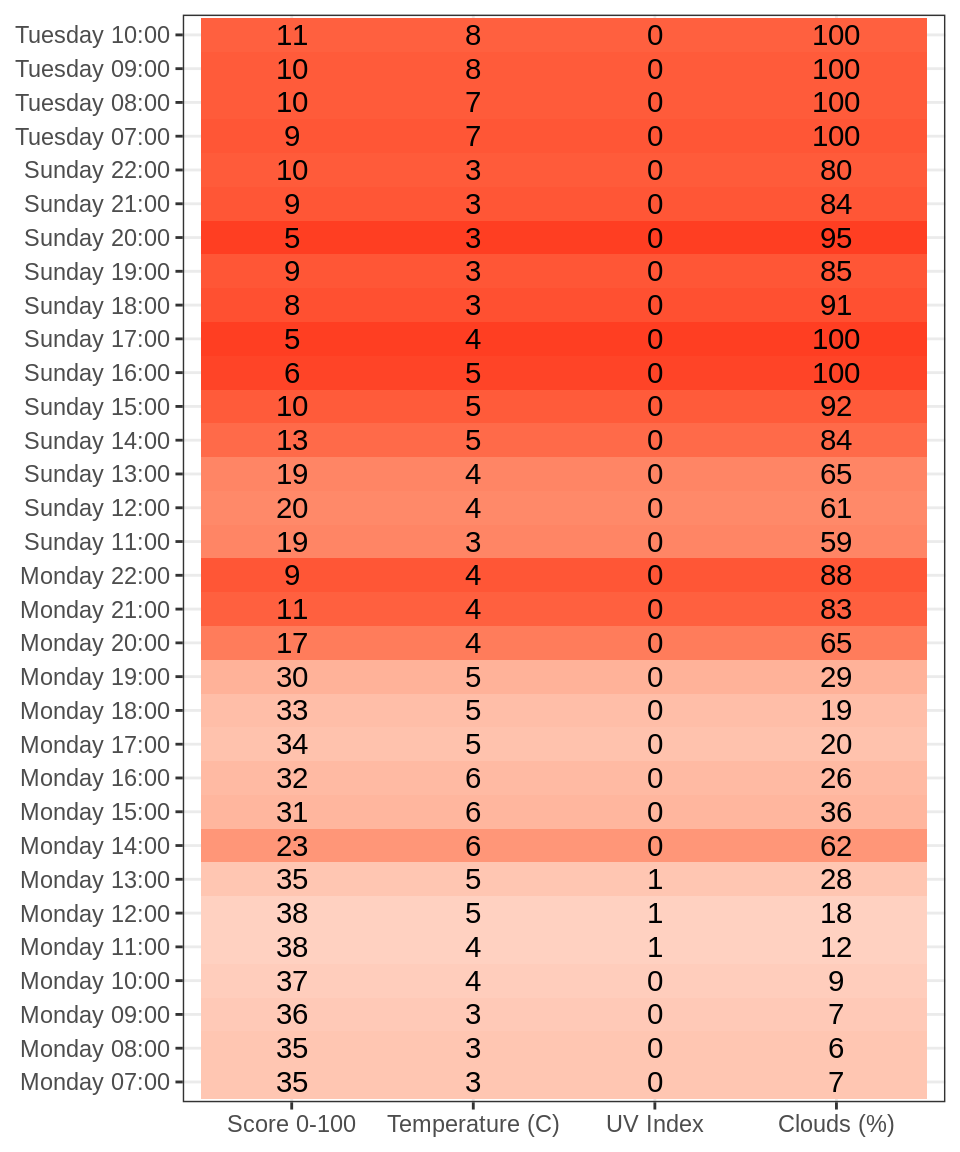 Tuesday 10:00 11 8 0 100
Tuesday 09:00 10 8 0 100
Tuesday 08:00 10 7 0 100
Tuesday 07:00 9 7 0 100
Sunday 22:00 10 3 0 80
Sunday 21:00 9 3 0 84
Sunday 20:00 5 3 0 95
Sunday 19:00 9 3 0 85
Sunday 18:00 8 3 0 91
Sunday 17:00 5 4 0 100
Sunday 16:00 6 5 0 100
Sunday 15:00 10 5 0 92
Sunday 14:00 13 5 0 84
Sunday 13:00 19 4 0 65
Sunday 12:00 20 4 0 61
Sunday 11:00 19 3 0 59
Monday 22:00 9 4 0 88
Monday 21:00 11 4 0 83
Monday 20:00 17 4 0 65
Monday 19:00 30 5 0 29
Monday 18:00 33 5 0 19
Monday 17:00 34 5 0 20
Monday 16:00 32 6 0 26
Monday 15:00 31 6 0 36
Monday 14:00 23 6 0 62
Monday 13:00 35 5 1 28
Monday 12:00 38 5 1 18
Monday 11:00 38 4 1 12
Monday 10:00 37 4 0 9
Monday 09:00 36 3 0 7
Monday 08:00 35 3 0 6
Monday 07:00 35 3 0 7
Score 0-100 Temperature (C) UV Index Clouds (%)